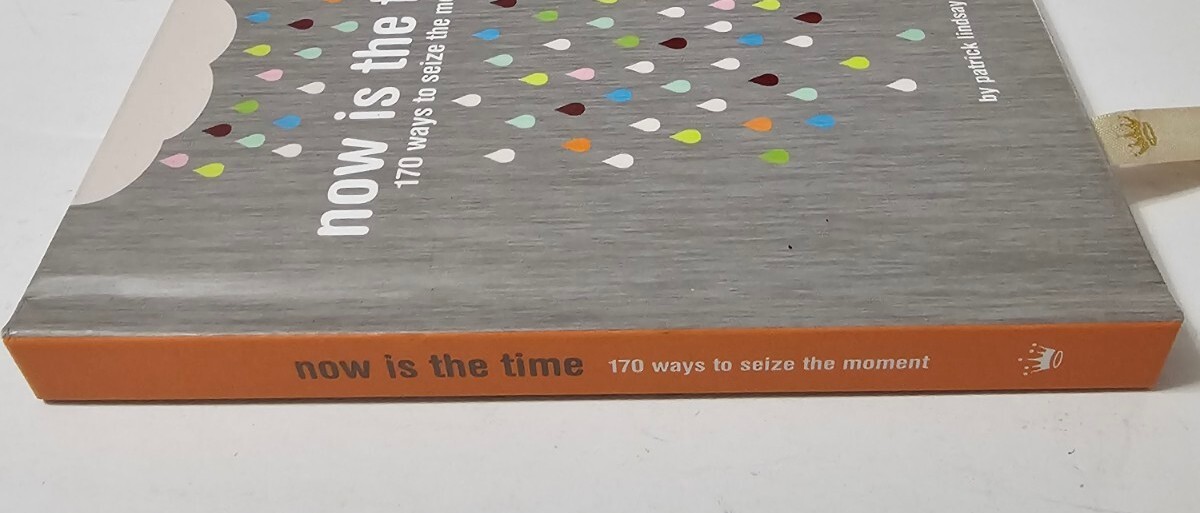 now is the
170 ways to seize the
by patrick lindsay
now is the time 170 ways to seize the moment